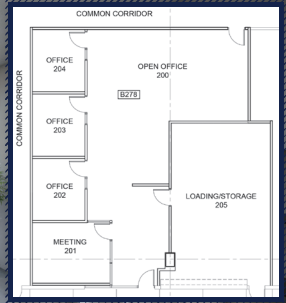 COMMON CORRIDOR
COMMON CORRIDOR
OFFICE
204
OPEN OFFICE
200
B278
OFFICE
203
OFFICE
202
LOADING/STORAGE
205
MEETING
201